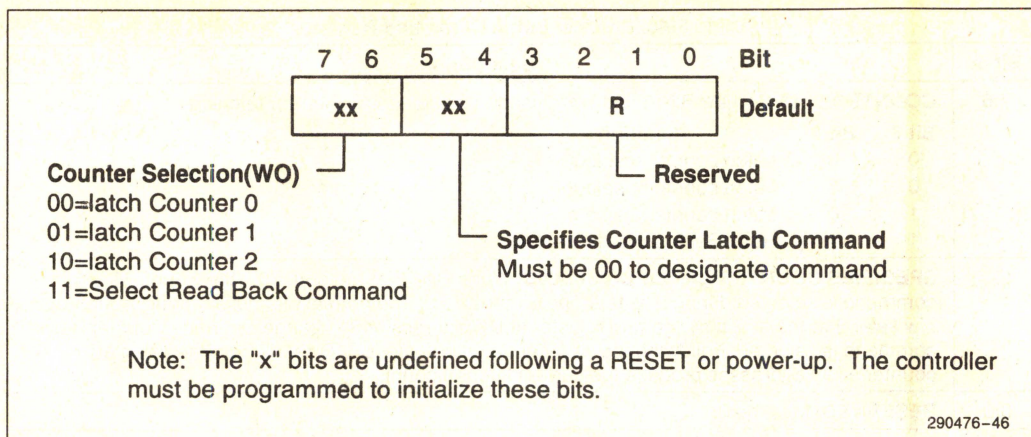 7 6 5 4 3 2 1 0 Bit
xx xx R Default
Counter Selection(WO)
00=latch Counter 0
01=latch Counter 1
10=latch Counter 2
11=Select Read Back Command
Reserved
Specifies Counter Latch Command
Must be 00 to designate command
Note: The "x" bits are undefined following a RESET or power-up. The controller
must be programmed to initialize these bits.
290476-46